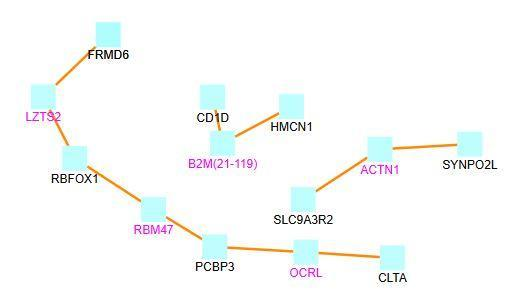 FRMD6
LZTS2
CD1D
HMCN1
B2M(21-119)
ACTN1
SYNPO2L
RBFOX1
SLC9A3R2
RBM47
PCBP3
OCRL
CLTA